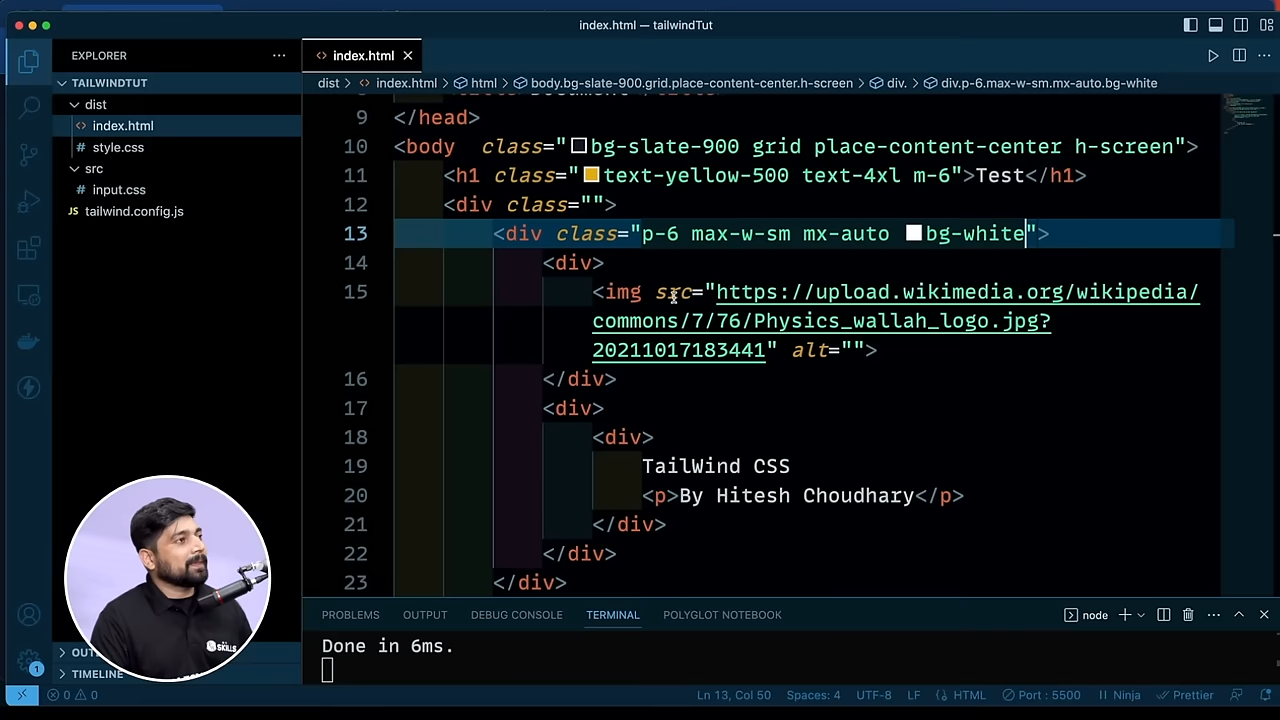 index.html — tailwindTut
EXPLORER
TAILWINDTUT
dist
index.html
style.css
src
input.css
JS tailwind.config.js
TIMELINE
index.html
dist > index.html > html > body.bg-slate-900.grid.place-content-center.h-screen > div. > div.p-6.max-w-sm.mx-auto.bg-white
9 </head>
10 <body class="bg-slate-900 grid place-content-center h-screen">
11 <h1 class="text-yellow-500 text-4xl m-6">Test</h1>
12 <div class="">
13 <div class="p-6 max-w-sm mx-auto bg-white">
14 <div>
15 <img src="https://upload.wikimedia.org/wikipedia/
commons/7/76/Physics_wallah_logo.jpg?
20211017183441" alt="">
16 </div>
17 <div>
18 <div>
19 TailWind CSS
20 <p>By Hitesh Choudhary</p>
21 </div>
22 </div>
23 </div>
PROBLEMS OUTPUT DEBUG CONSOLE TERMINAL POLYGLOT NOTEBOOK
node
Done in 6ms.
1
0 0
Ln 13, Col 50 Spaces: 4 UTF-8 LF HTML Port : 5500 Ninja Prettier
SKILLS